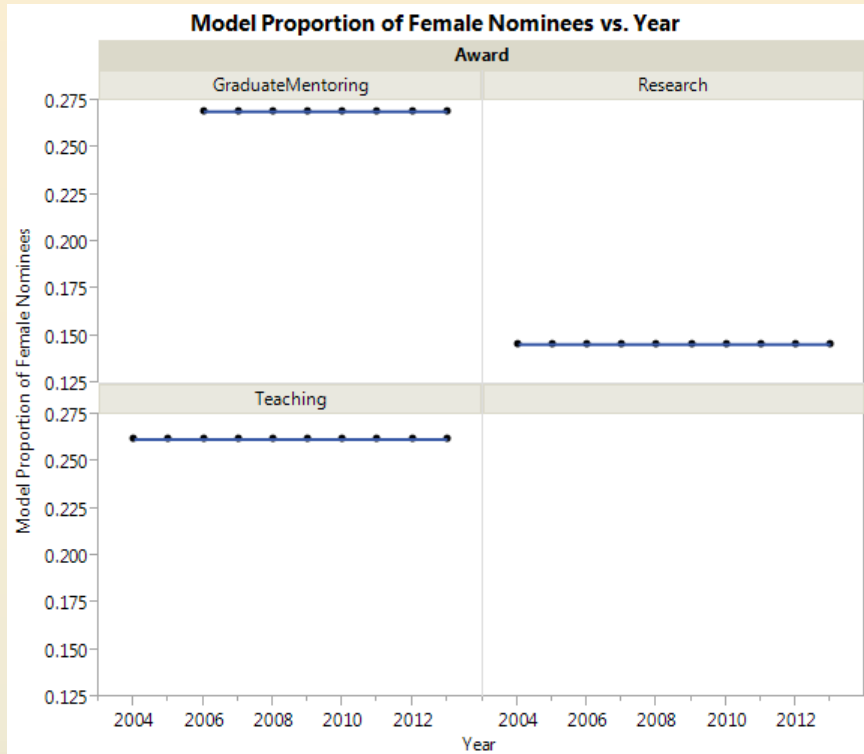 Model Proportion of Female Nominees vs. Year
Award
GraduateMentoring Research
0.275
0.250
0.225
0.200
0.175
0.150
0.125
Teaching
0.275
0.250
0.225
0.200
0.175
0.150
0.125
Model Proportion of Female Nominees
2004 2006 2008 2010 2012 2004 2006 2008 2010 2012
Year